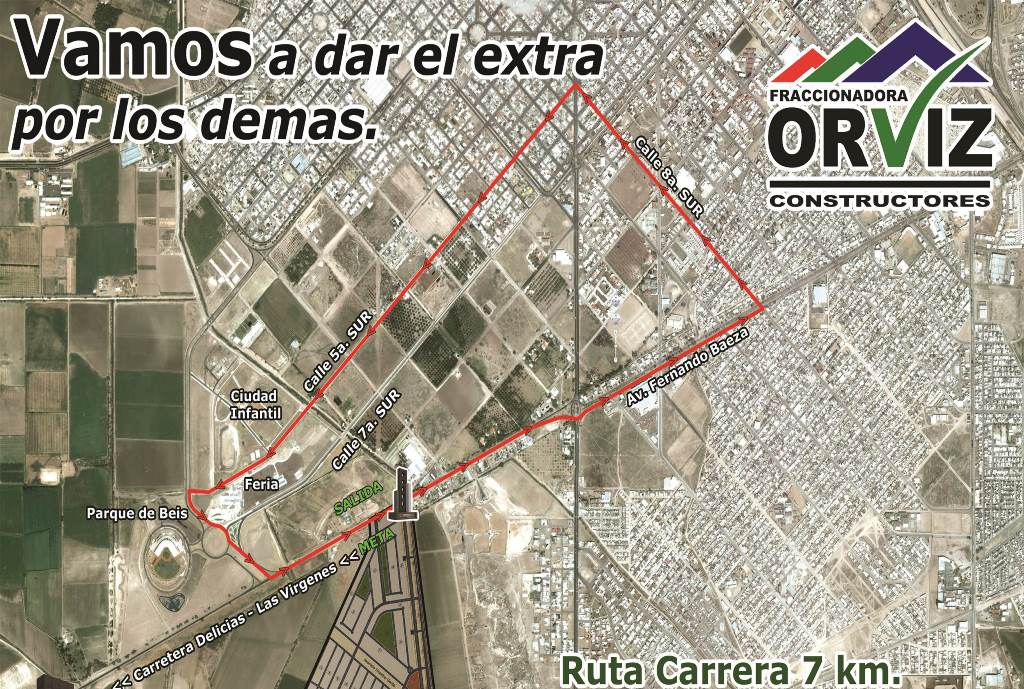 Vamos a dar el extra
por los demas.
FRACCIONADORA
ORVIZ
CONSTRUCTORES
Calle 8a. SUR
Calle 5a. SUR
Av. Fernando Baeza
Ciudad
Infantil
Calle 7a. SUR
Feria
SALIDA
Parque de Beis
<< META
<< Carretera Delicias - Las Virgenes
Ruta Carrera 7 km.